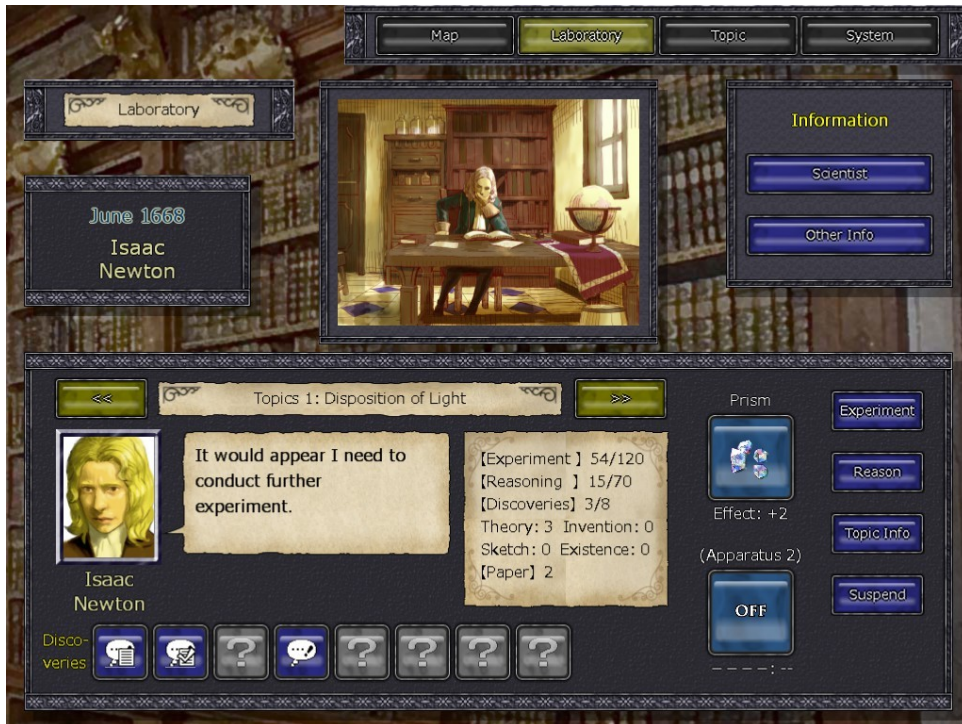 Map
Laboratory
Topic
System
Laboratory
June 1668
Isaac
Newton
Information
Scientist
Other Info
<<
Topics 1: Disposition of Light
>>
It would appear I need to
conduct further
experiment.
Isaac
Newton
【Experiment 】 54/120
【Reasoning 】 15/70
【Discoveries】 3/8
Theory: 3 Invention: 0
Sketch: 0 Existence: 0
【Paper】 2
Prism
Effect: +2
(Apparatus 2)
OFF
– – – –: --
Experiment
Reason
Topic Info
Suspend
Disco-
veries
? ? ? ? ?